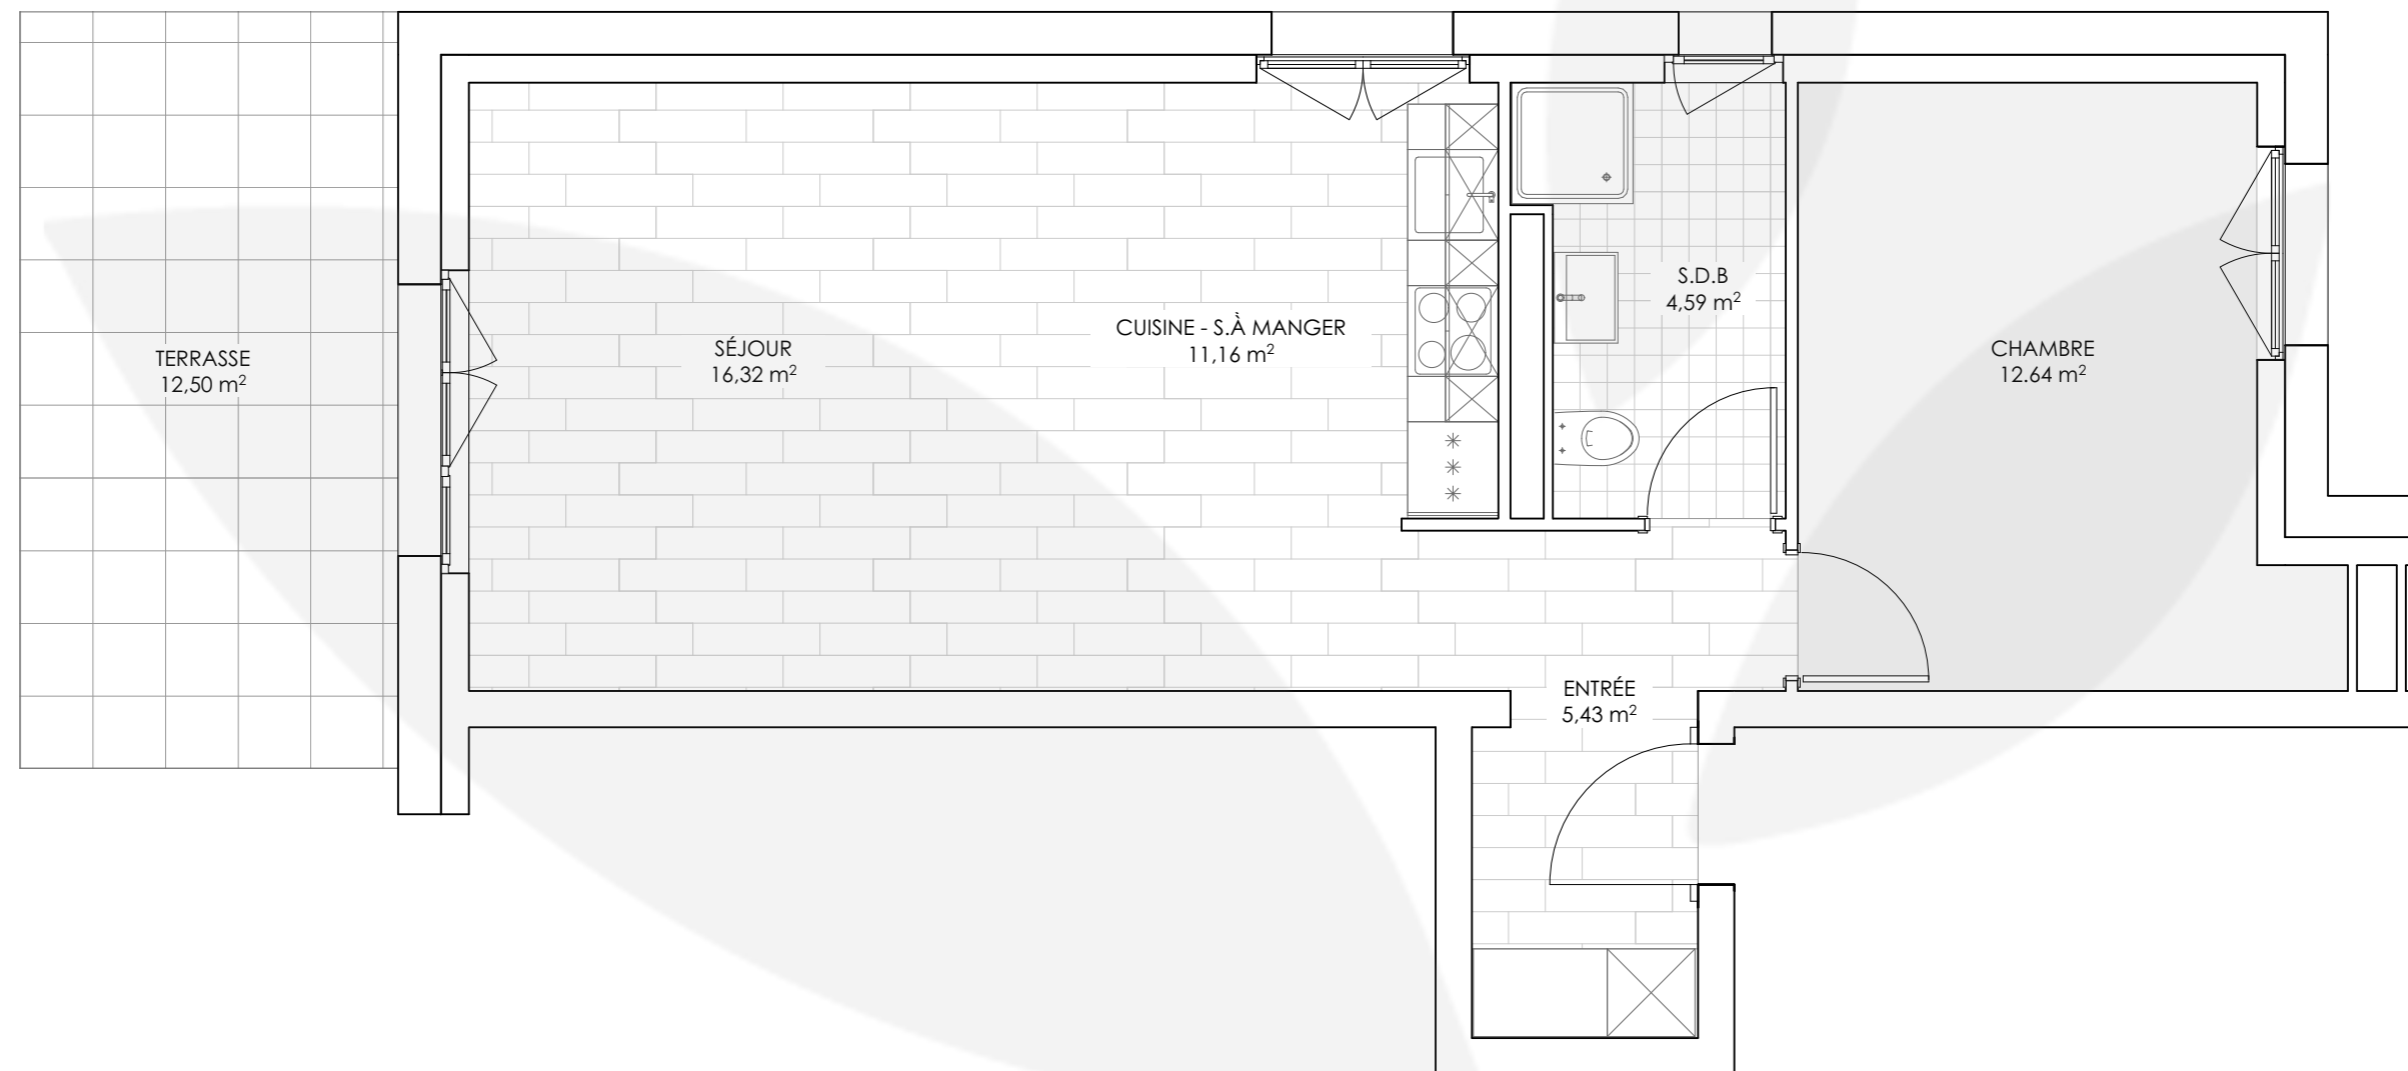 TERRASSE
12,50 m²
SÉJOUR
16,32 m²
CUISINE - S.À MANGER
11,16 m²
S.D.B
4,59 m²
CHAMBRE
12.64 m²
ENTRÉE
5,43 m²